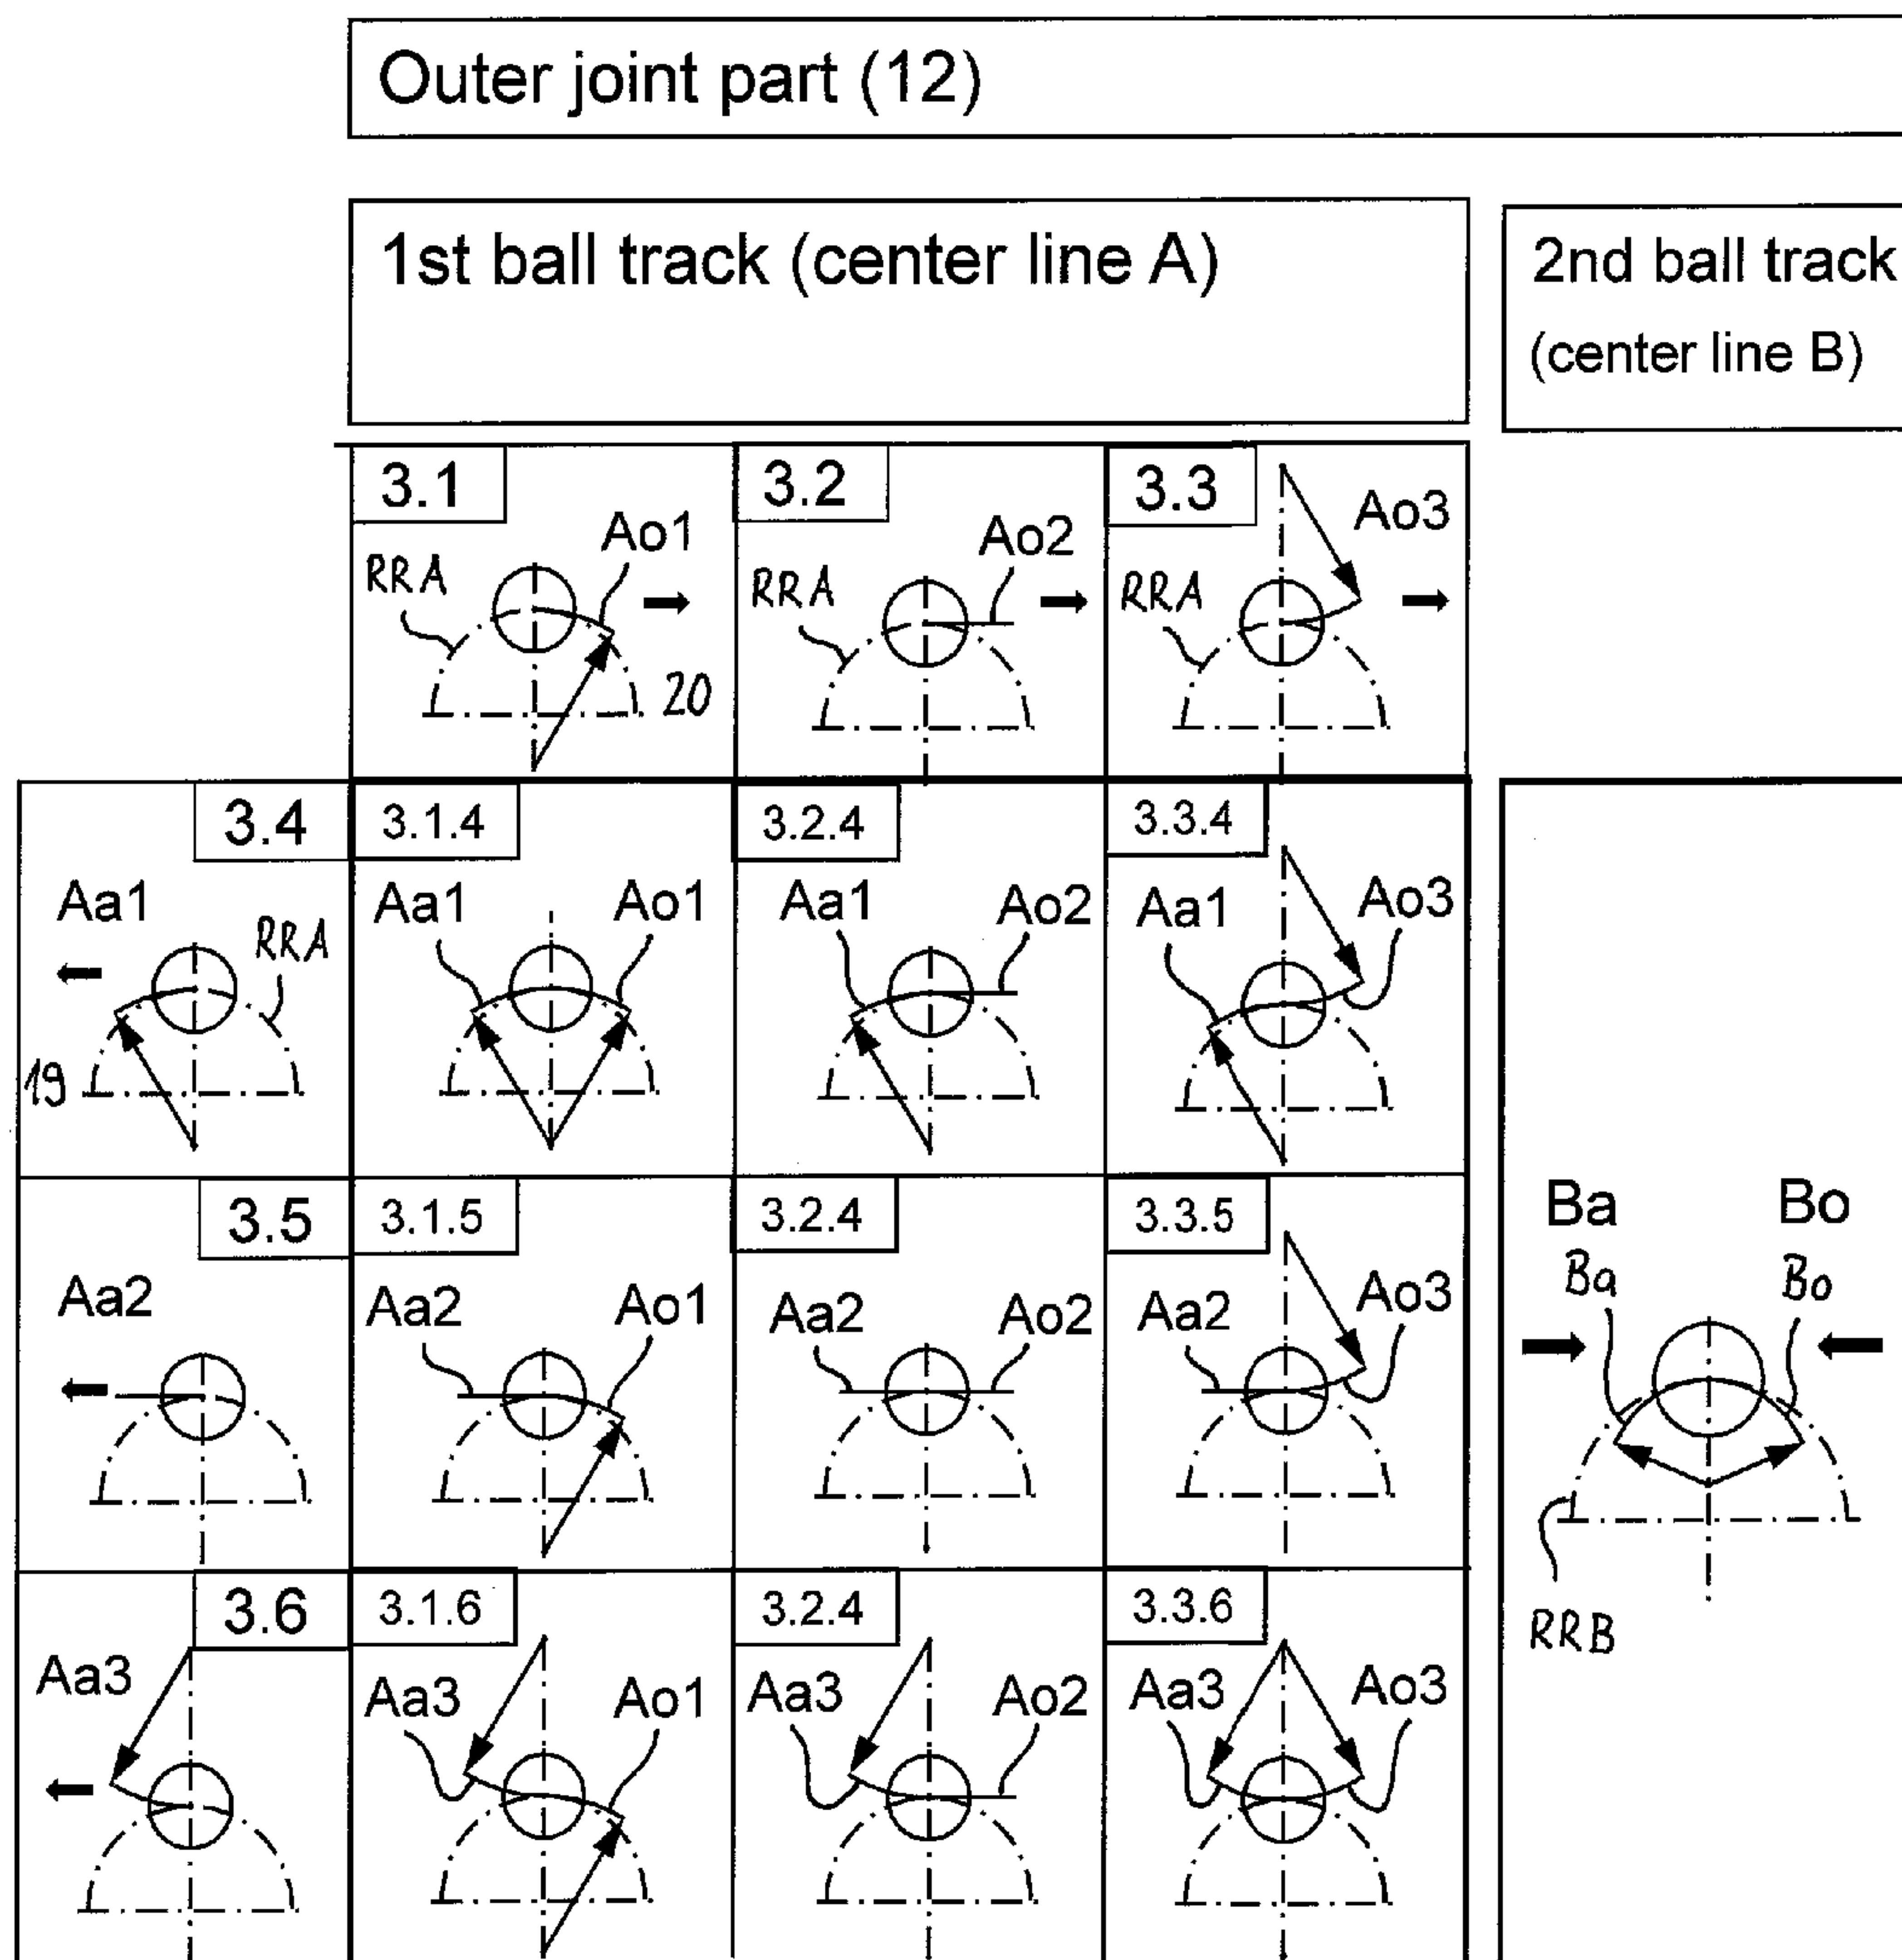 Outer joint part (12)
1st ball track (center line A)
2nd ball track
(center line B)
3.1
Ao1
RRA
20
3.2
Ao2
RRA
3.3
Ao3
RRA
3.4
Aa1
RRA
19
3.1.4
Aa1
Ao1
3.2.4
Aa1
Ao2
3.3.4
Aa1
Ao3
3.5
Aa2
3.1.5
Aa2
Ao1
3.2.4
Aa2
Ao2
3.3.5
Aa2
Ao3
Ba
Bo
Ba
Bo
RRB
3.6
Aa3
3.1.6
Aa3
Ao1
3.2.4
Aa3
Ao2
3.3.6
Aa3
Ao3